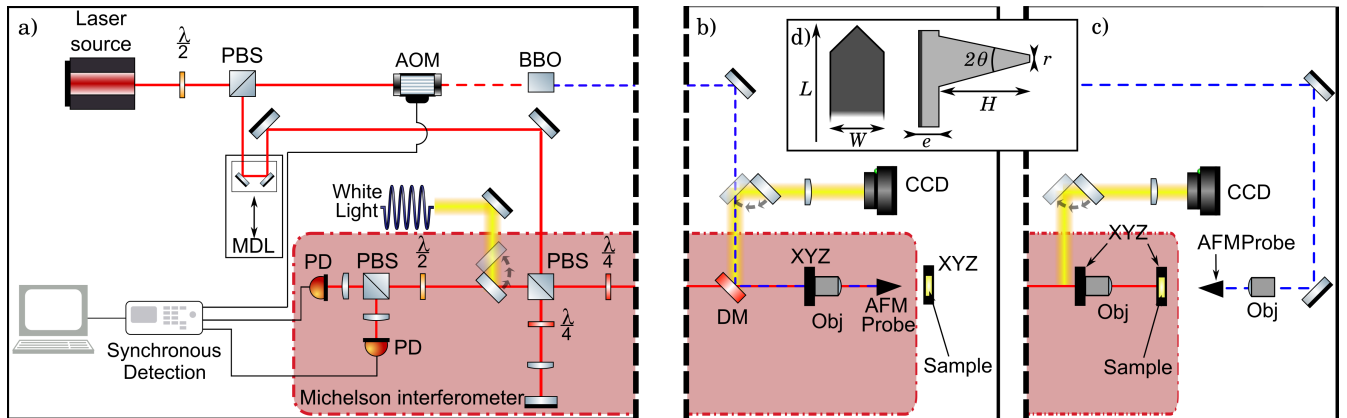 a)
Laser
source
λ/2
PBS
AOM
BBO
MDL
White
Light
PD
PBS
λ/2
PBS
λ/4
λ/4
PD
Synchronous
Detection
Michelson interferometer
b)
CCD
XYZ
XYZ
DM
Obj
AFM
Probe
Sample
d)
L
W
2θ
r
H
e
c)
CCD
XYZ
AFMProbe
Obj
Obj
Sample